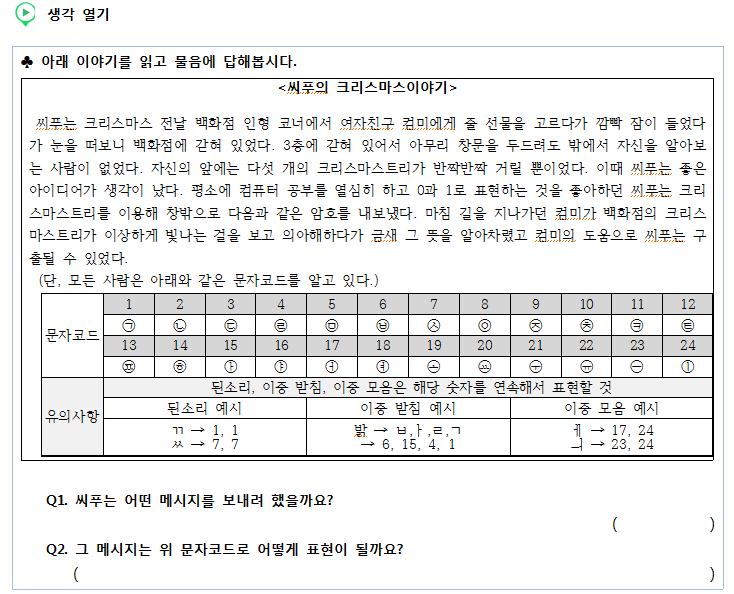 생각 열기
♣ 아래 이야기를 읽고 물음에 답해봅시다.
<씨푸의 크리스마스이야기>
씨푸는 크리스마스 전날 백화점 인형 코너에서 여자친구 컴미에게 줄 선물을 고르다가 깜빡 잠이 들었다
가 눈을 떠보니 백화점에 갇혀 있었다. 3층에 갇혀 있어서 아무리 창문을 두드려도 밖에서 자신을 알아보
는 사람이 없었다. 자신의 앞에는 다섯 개의 크리스마스트리가 반짝반짝 거릴 뿐이었다. 이때 씨푸는 좋은
아이디어가 생각이 났다. 평소에 컴퓨터 공부를 열심히 하고 0과 1로 표현하는 것을 좋아하던 씨푸는 크리
스마스트리를 이용해 창밖으로 다음과 같은 암호를 내보냈다. 마침 길을 지나가던 컴미가 백화점의 크리스
마스트리가 이상하게 빛나는 걸을 보고 의아해하다가 금새 그 뜻을 알아차렸고 컴미의 도움으로 씨푸는 구
출될 수 있었다.
(단, 모든 사람은 아래와 같은 문자코드를 알고 있다.)
문자코드
1 2 3 4 5 6 7 8 9 10 11 12
㉠ ㉡ ㉢ ㉣ ㉤ ㉥ ㉦ ㉧ ㉨ ㉩ ㉪ ㉫
13 14 15 16 17 18 19 20 21 22 23 24
㉬ ㉭ ㅏ ㅑ ㅓ ㅕ ㅗ ㅛ ㅜ ㅠ ㅡ ㅣ
유의사항
된소리, 이중 받침, 이중 모음은 해당 숫자를 연속해서 표현할 것
된소리 예시 이중 받침 예시 이중 모음 예시
ㄲ → 1, 1 밝 → ㅂ,ㅏ,ㄹ,ㄱ ㅔ → 17, 24
ㅆ → 7, 7 → 6, 15, 4, 1 ㅢ → 23, 24
Q1. 씨푸는 어떤 메시지를 보내려 했을까요?
( )
Q2. 그 메시지는 위 문자코드로 어떻게 표현이 될까요?
( )